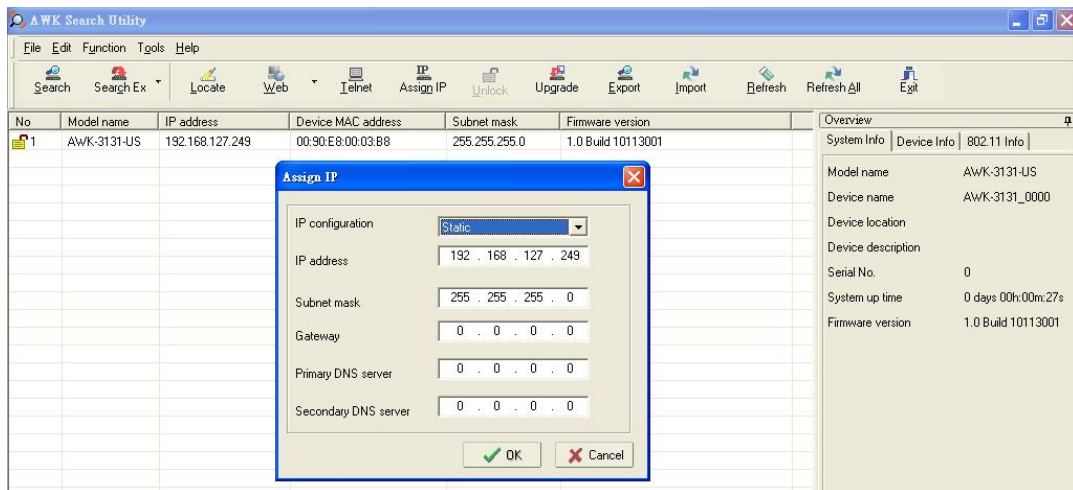 AWK Search Utility
File Edit Function Tools Help
Search Search Ex Locate Web Telnet Assign IP Unlock Upgrade Export Import Refresh Refresh All Exit
No Model name IP address Device MAC address Subnet mask Firmware version
1 AWK-3131-US 192.168.127.249 00:90:E8:00:03:B8 255.255.255.0 1.0 Build 10113001
Assign IP
IP configuration Static
IP address 192 . 168 . 127 . 249
Subnet mask 255 . 255 . 255 . 0
Gateway 0 . 0 . 0 . 0
Primary DNS server 0 . 0 . 0 . 0
Secondary DNS server 0 . 0 . 0 . 0
OK Cancel
Overview
System Info Device Info 802.11 Info
Model name AWK-3131-US
Device name AWK-3131_0000
Device location
Device description
Serial No. 0
System up time 0 days 00h:00m:27s
Firmware version 1.0 Build 10113001